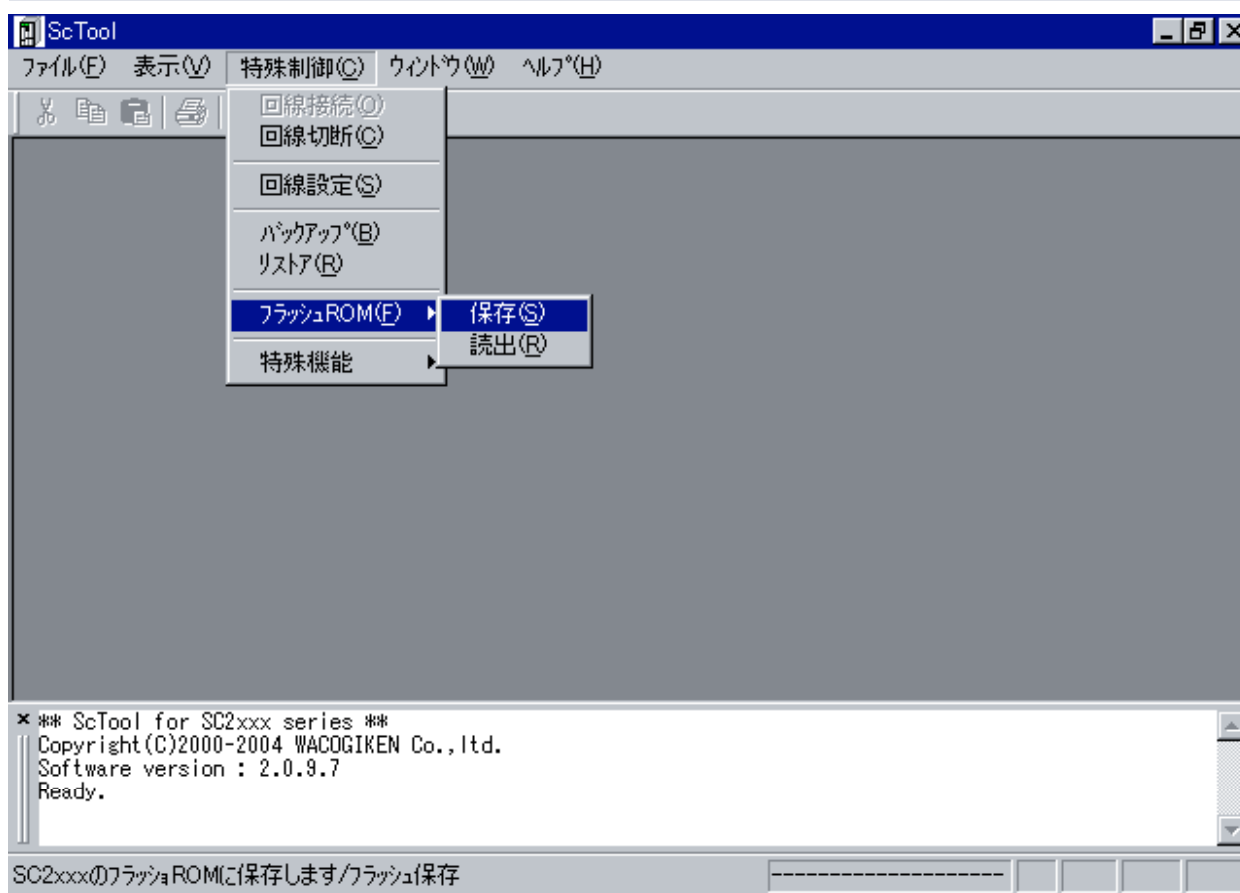 ScTool
ﾌｧｲﾙ(F) 表示(V) 特殊制御(C) ｳｨﾝﾄﾞｳ(W) ﾍﾙﾌﾟ(H)
回線接続(O)
回線切断(C)
回線設定(S)
ﾊﾞｯｸｱｯﾌﾟ(B)
ﾘｽﾄｱ(R)
ﾌﾗｯｼｭROM(F)
保存(S)
読出(R)
特殊機能
** ScTool for SC2xxx series **
Copyright(C)2000-2004 WACOGIKEN Co.,ltd.
Software version : 2.0.9.7
Ready.
SC2xxxのﾌﾗｯｼｮROMに保存します/ﾌﾗｯｼｭ保存
--------------------